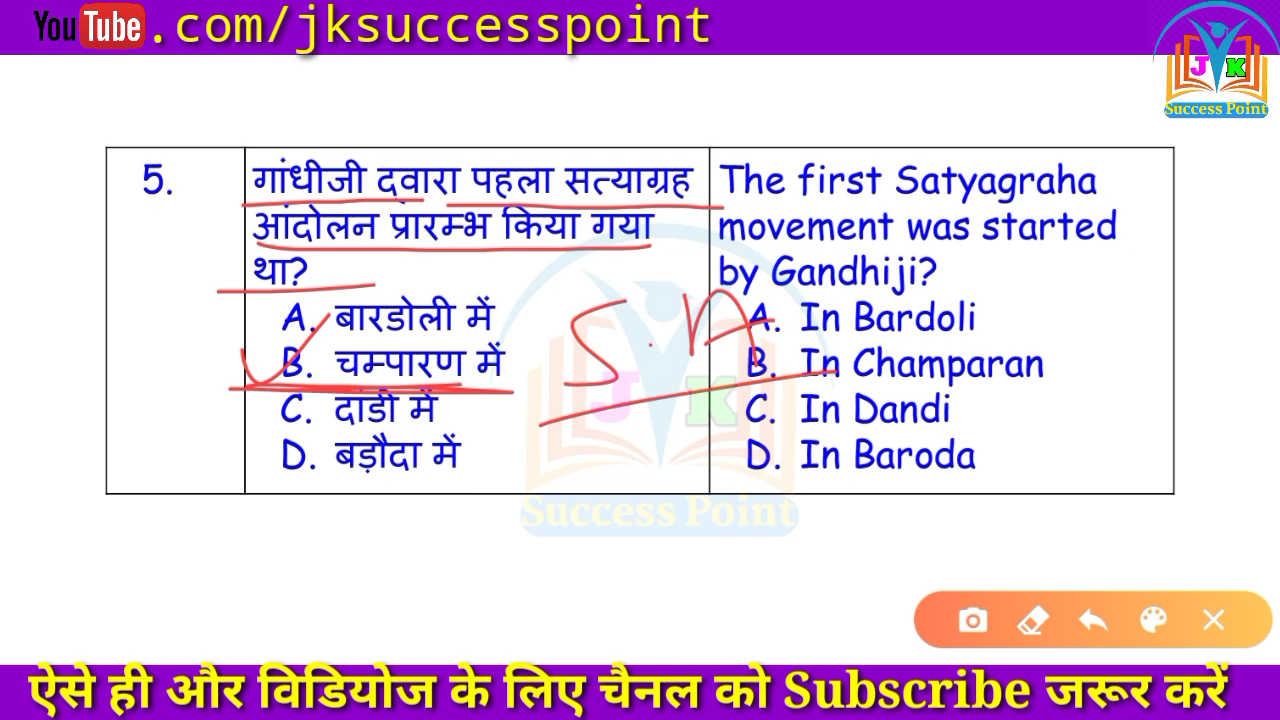 YouTube.com/jksuccesspoint
JK
Success Point
5.
गांधीजी द्वारा पहला सत्याग्रह
आंदोलन प्रारम्भ किया गया
था?
A. बारडोली में
B. चम्पारण में
C. दांडी में
D. बड़ौदा में
The first Satyagraha
movement was started
by Gandhiji?
A. In Bardoli
B. In Champaran
C. In Dandi
D. In Baroda
JK
Success Point
ऐसे ही और विडियोज के लिए चैनल को Subscribe जरूर करें